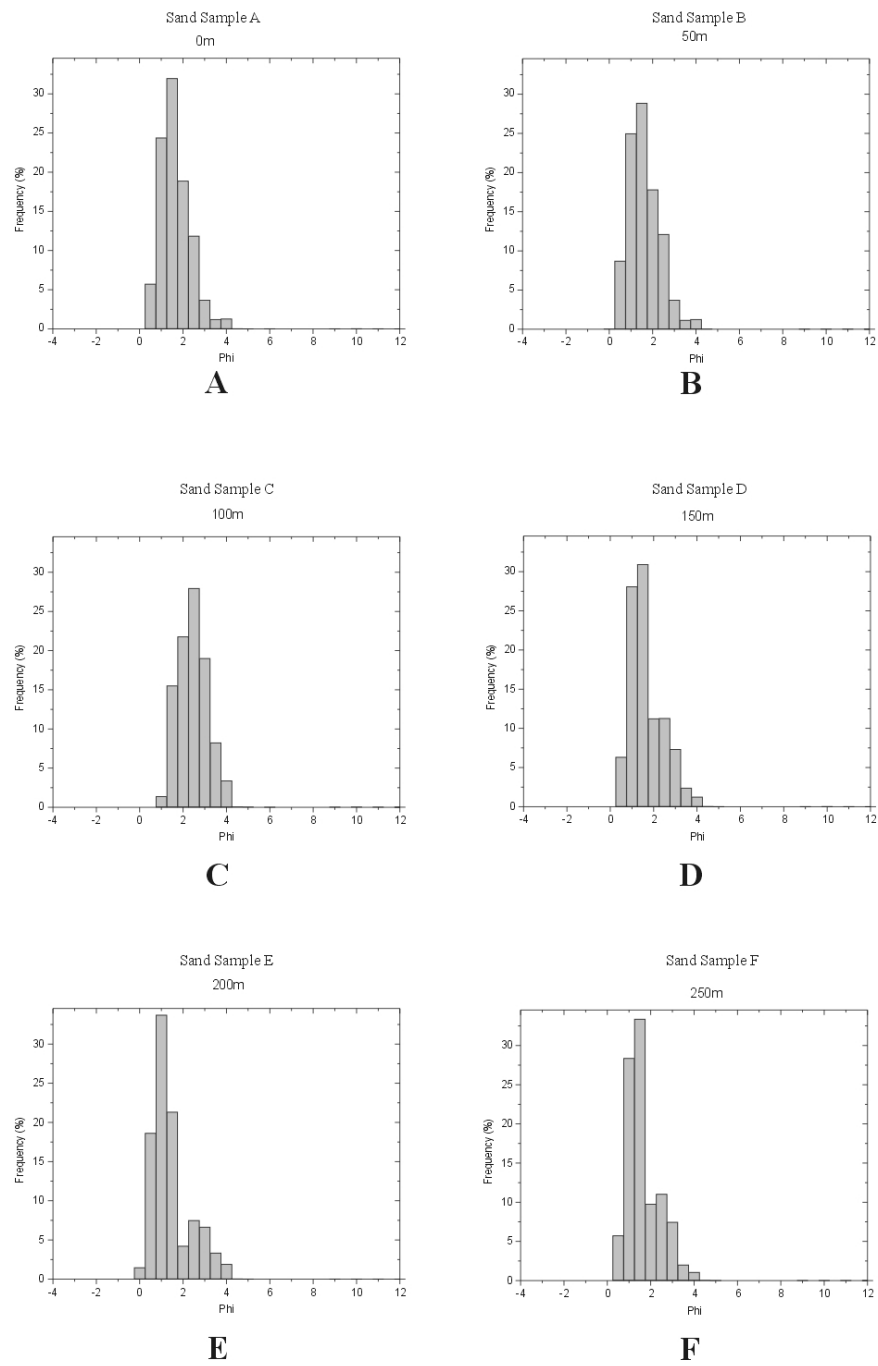 Sand Sample A
0m
Frequency (%)
30
25
20
15
10
5
0
-4 -2 0 2 4 6 8 10 12
Phi
A
Sand Sample B
50m
Frequency (%)
30
25
20
15
10
5
0
-4 -2 0 2 4 6 8 10 12
Phi
B
Sand Sample C
100m
Frequency (%)
30
25
20
15
10
5
0
-4 -2 0 2 4 6 8 10 12
Phi
C
Sand Sample D
150m
Frequency (%)
30
25
20
15
10
5
0
-4 -2 0 2 4 6 8 10 12
Phi
D
Sand Sample E
200m
Frequency (%)
30
25
20
15
10
5
0
-4 -2 0 2 4 6 8 10 12
Phi
E
Sand Sample F
250m
Frequency (%)
30
25
20
15
10
5
0
-4 -2 0 2 4 6 8 10 12
Phi
F